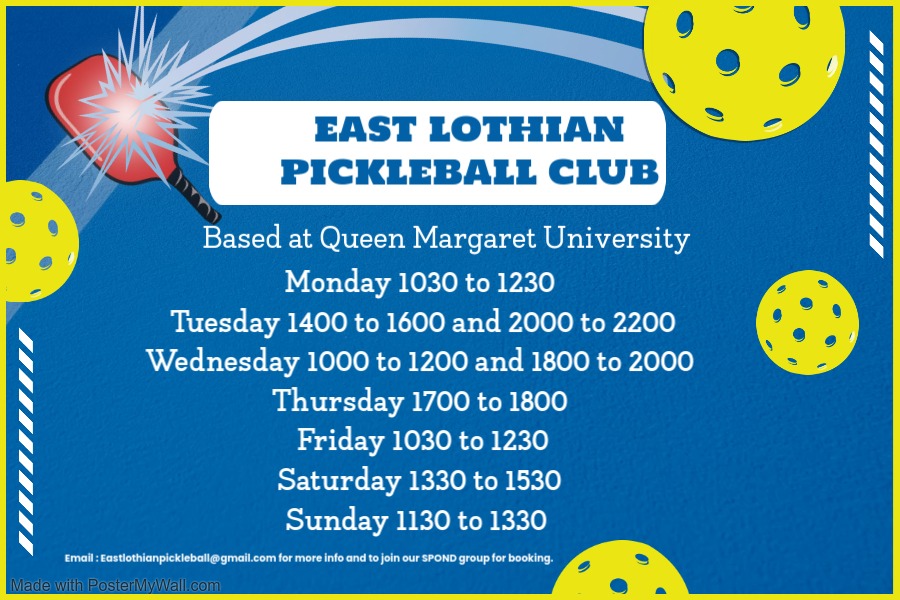 EAST LOTHIAN
PICKLEBALL CLUB
Based at Queen Margaret University
Monday 1030 to 1230
Tuesday 1400 to 1600 and 2000 to 2200
Wednesday 1000 to 1200 and 1800 to 2000
Thursday 1700 to 1800
Friday 1030 to 1230
Saturday 1330 to 1530
Sunday 1130 to 1330
Email : Eastlothianpickleball@gmail.com for more info and to join our SPOND group for booking.
Made with PosterMyWall.com